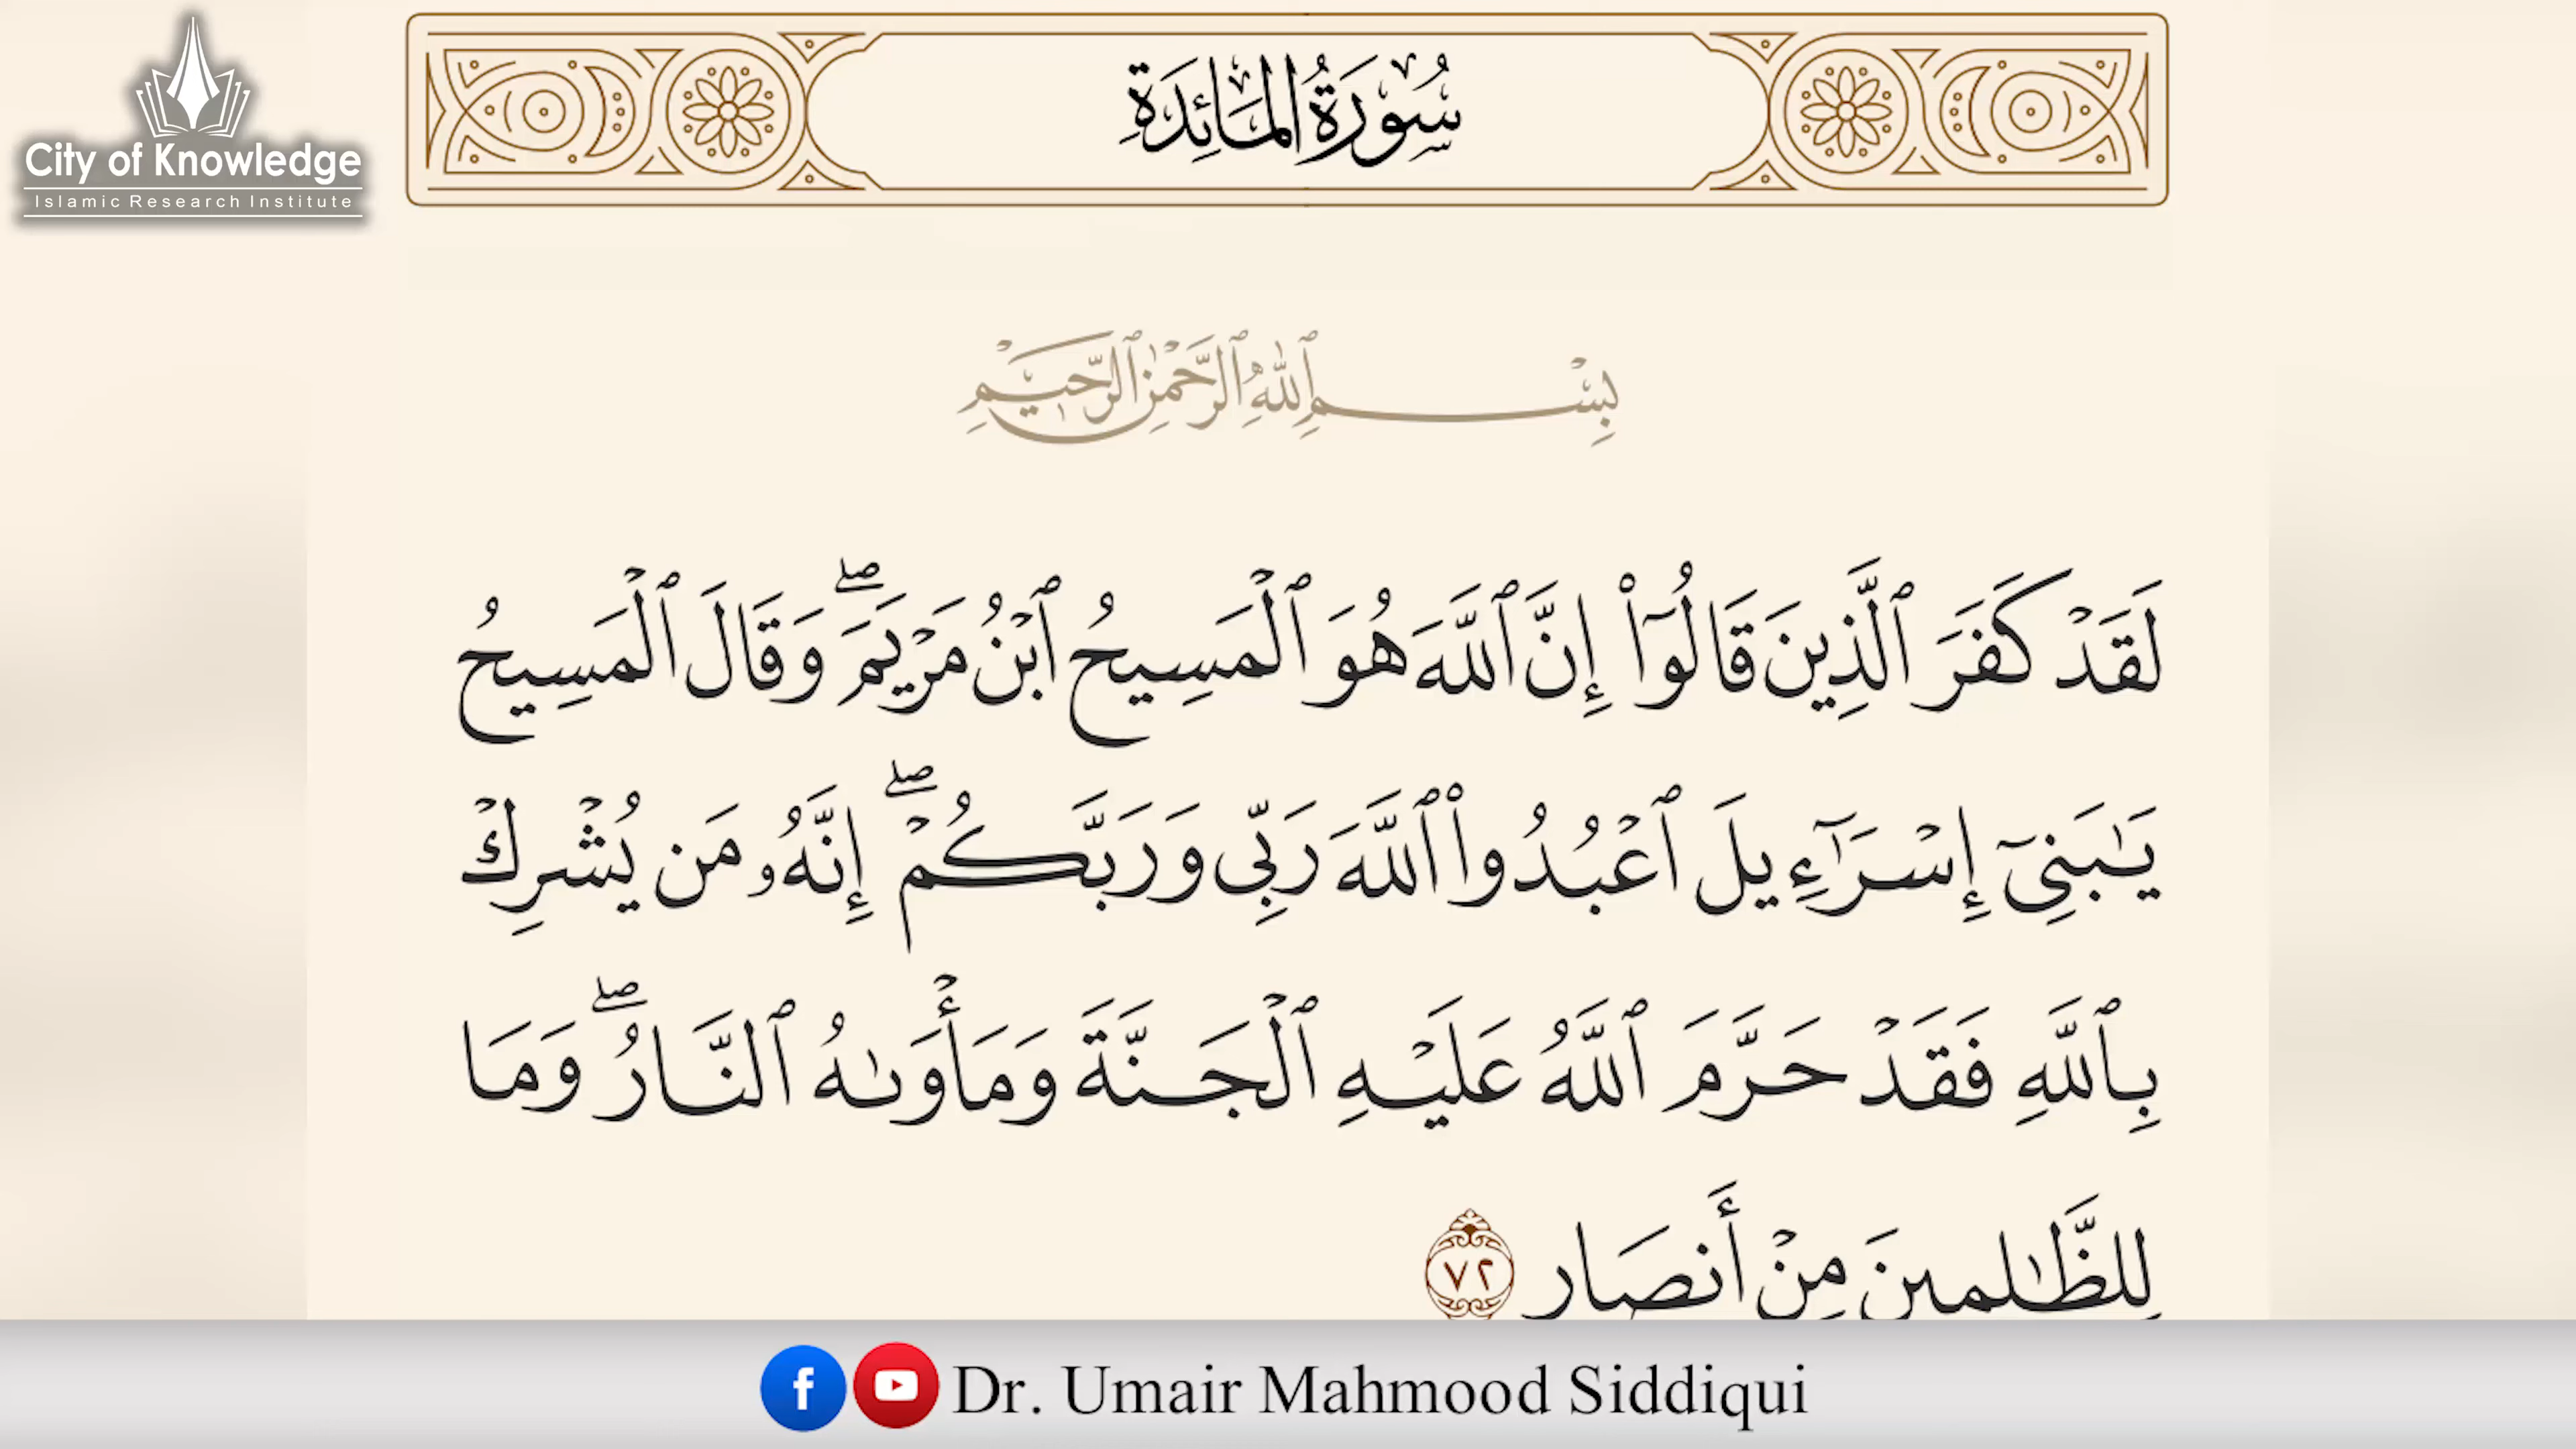 City of Knowledge
Islamic Research Institute
سُورَةُ المَائِدَةِ
بِسْمِ ٱللَّهِ ٱلرَّحْمَٰنِ ٱلرَّحِيمِ
لَقَدْ كَفَرَ ٱلَّذِينَ قَالُوٓا۟ إِنَّ ٱللَّهَ هُوَ ٱلْمَسِيحُ ٱبْنُ مَرْيَمَ ۖ وَقَالَ ٱلْمَسِيحُ
يَٰبَنِىٓ إِسْرَٰٓءِيلَ ٱعْبُدُوا۟ ٱللَّهَ رَبِّى وَرَبَّكُمْ ۖ إِنَّهُۥ مَن يُشْرِكْ
بِٱللَّهِ فَقَدْ حَرَّمَ ٱللَّهُ عَلَيْهِ ٱلْجَنَّةَ وَمَأْوَىٰهُ ٱلنَّارُ ۖ وَمَا
لِلظَّٰلِمِينَ مِنْ أَنصَارٍ ٧٢
Dr. Umair Mahmood Siddiqui